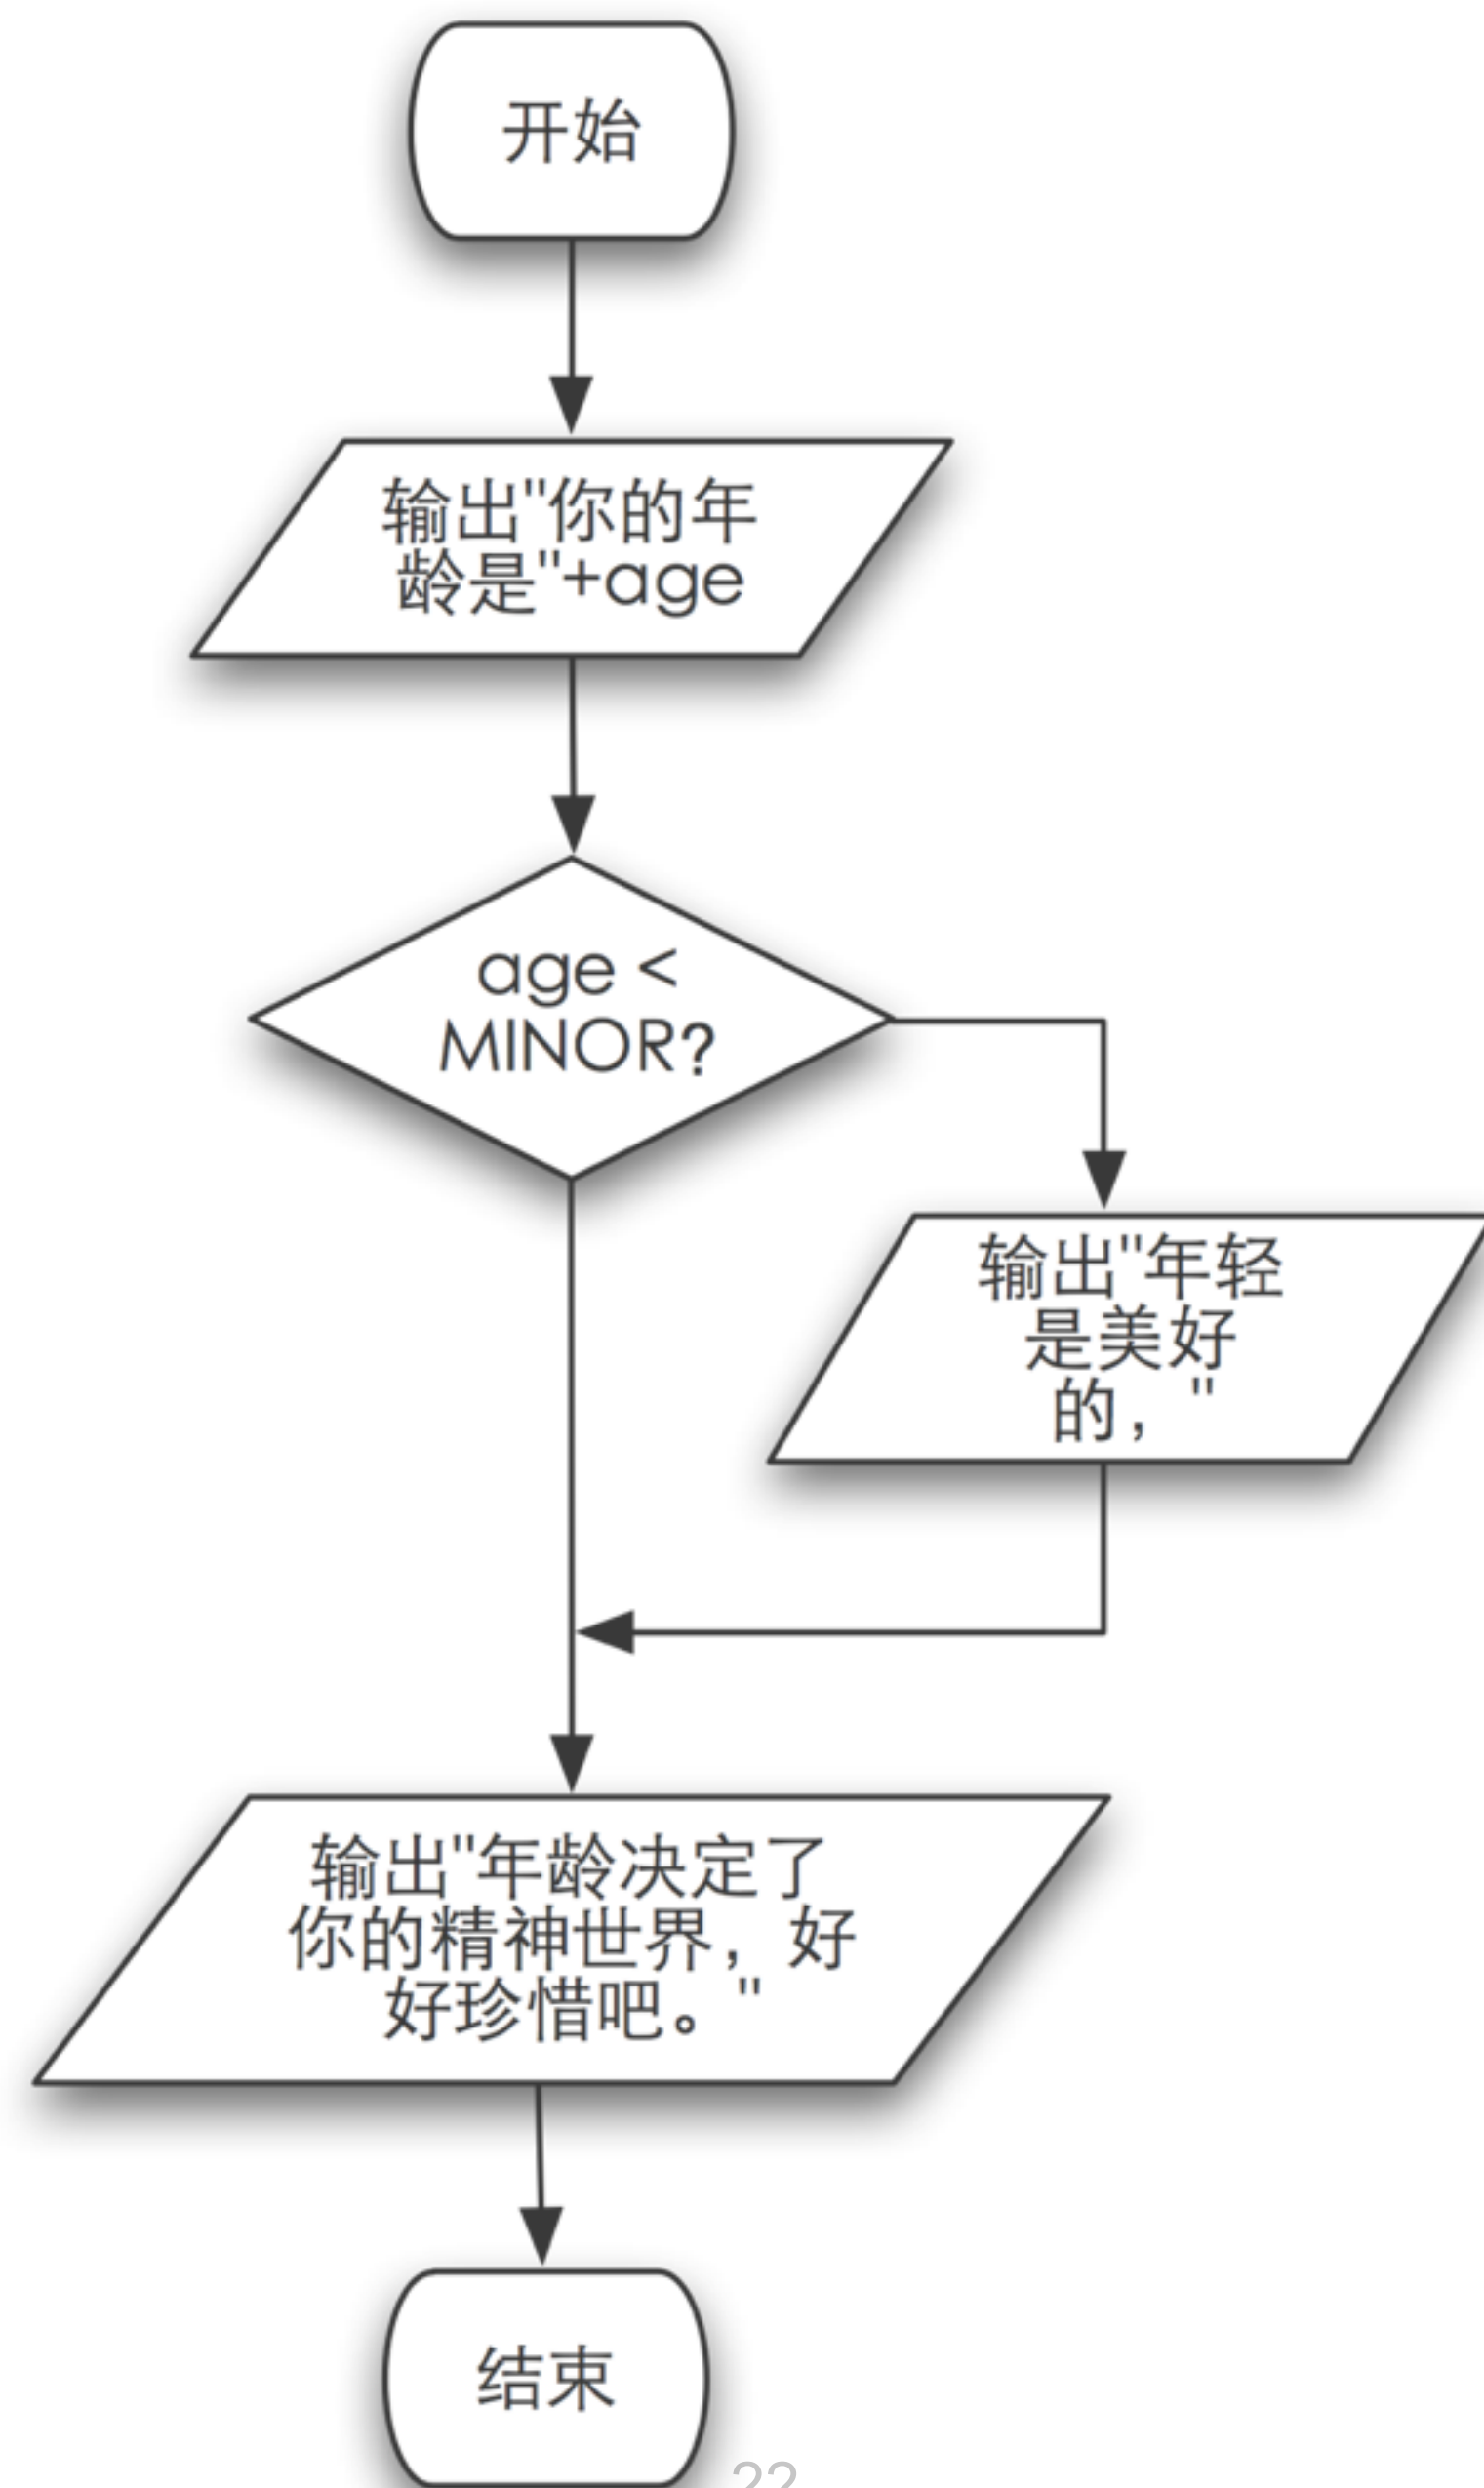 开始
输出"你的年
龄是"+age
age <
MINOR?
输出"年轻
是美好
的，"
输出"年龄决定了
你的精神世界，好
好珍惜吧。"
结束
22